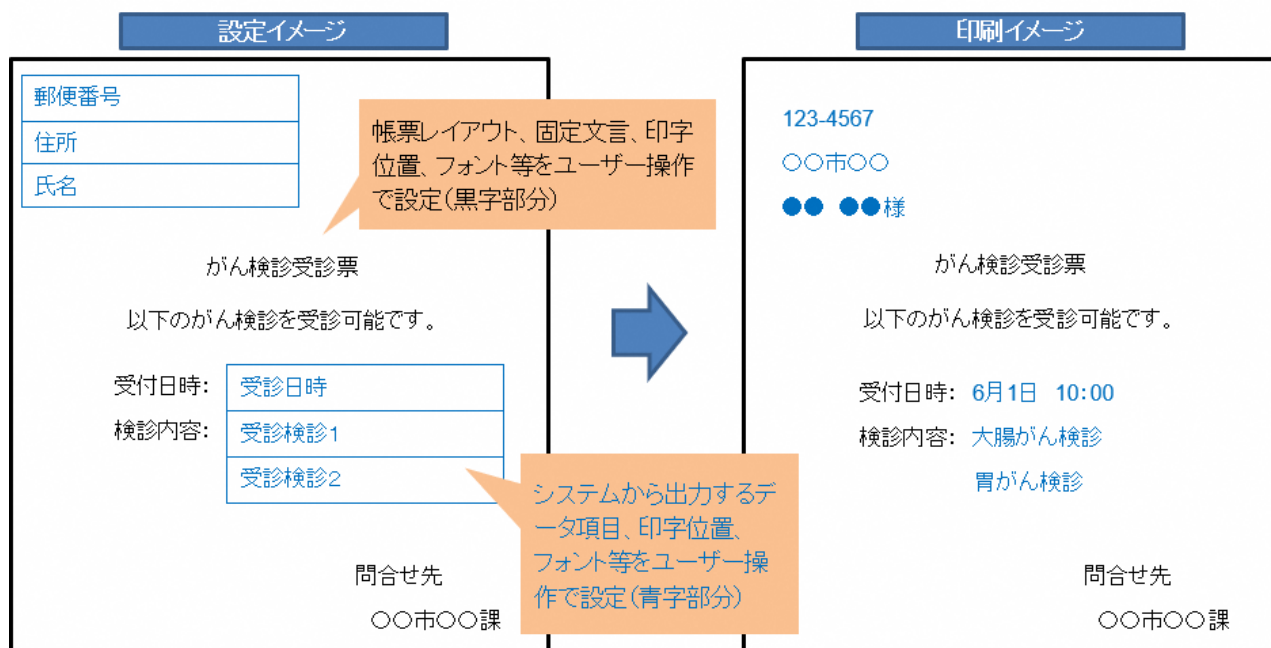 設定イメージ
郵便番号
住所
氏名
帳票レイアウト、固定文言、印字
位置、フォント等をユーザー操作
で設定(黒字部分)
がん検診受診票
以下のがん検診を受診可能です。
受付日時:
受診日時
検診内容:
受診検診1
受診検診2
システムから出力するデ
ータ項目、印字位置、
フォント等をユーザー操
作で設定(青字部分)
問合せ先
○○市○○課
印刷イメージ
123-4567
○○市○○
●● ●●様
がん検診受診票
以下のがん検診を受診可能です。
受付日時: 6月1日 10:00
検診内容: 大腸がん検診
胃がん検診
問合せ先
○○市○○課